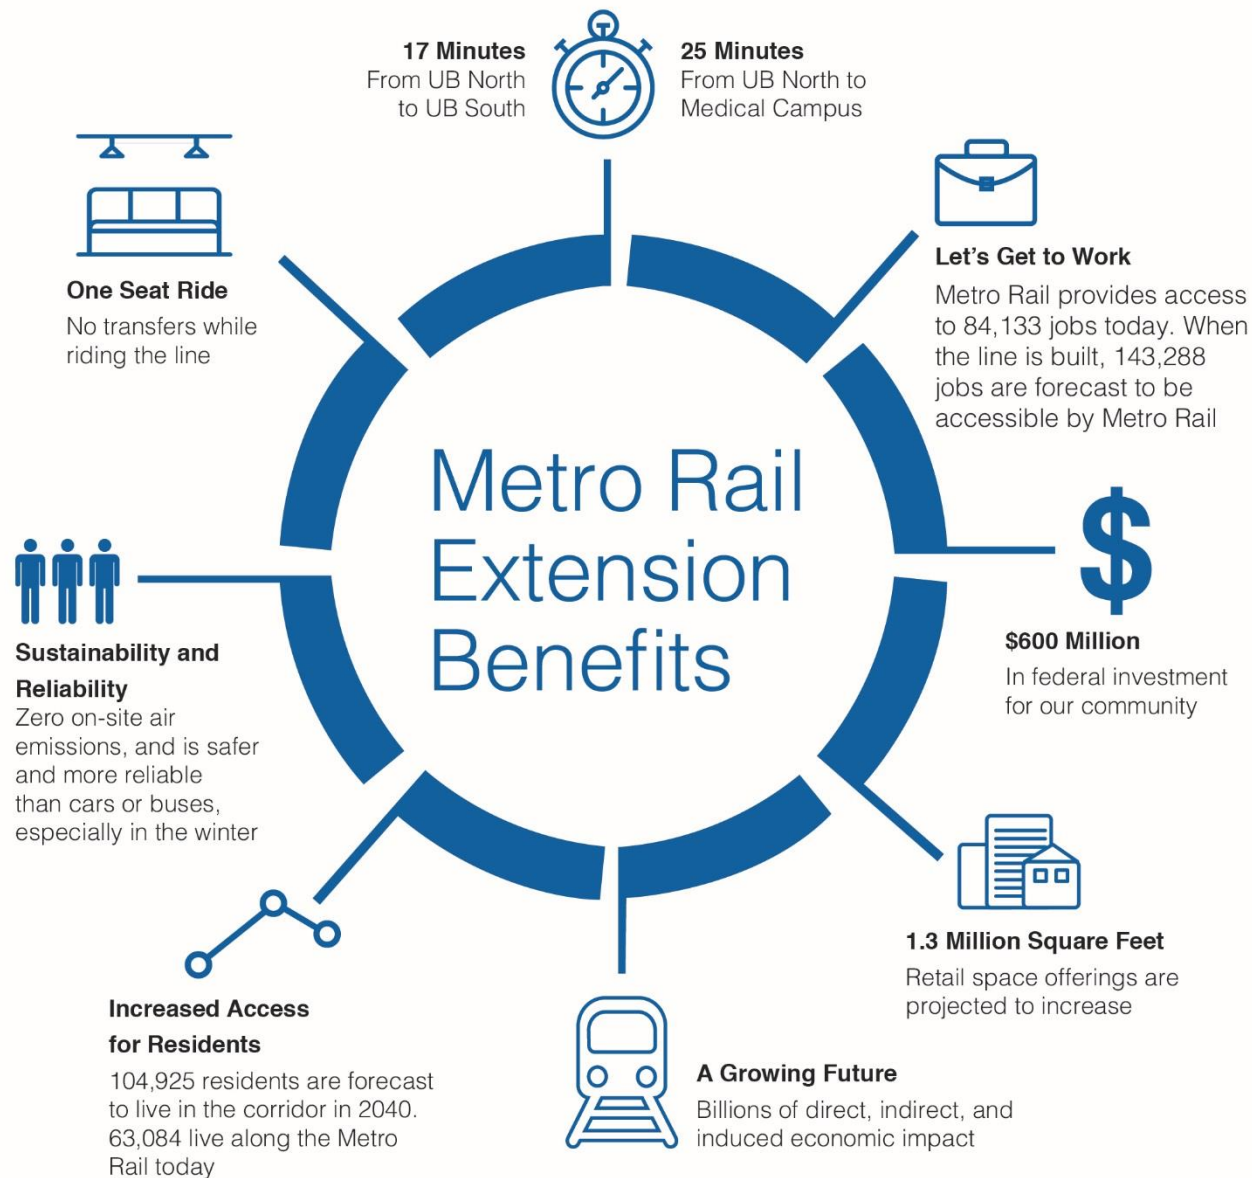 17 Minutes
From UB North
to UB South
25 Minutes
From UB North to
Medical Campus
Let's Get to Work
Metro Rail provides access
to 84,133 jobs today. When
the line is built, 143,288
jobs are forecast to be
accessible by Metro Rail
$
$600 Million
In federal investment
for our community
1.3 Million Square Feet
Retail space offerings are
projected to increase
A Growing Future
Billions of direct, indirect, and
induced economic impact
Increased Access
for Residents
104,925 residents are forecast
to live in the corridor in 2040.
63,084 live along the Metro
Rail today
Sustainability and
Reliability
Zero on-site air
emissions, and is safer
and more reliable
than cars or buses,
especially in the winter
One Seat Ride
No transfers while
riding the line
Metro Rail
Extension
Benefits